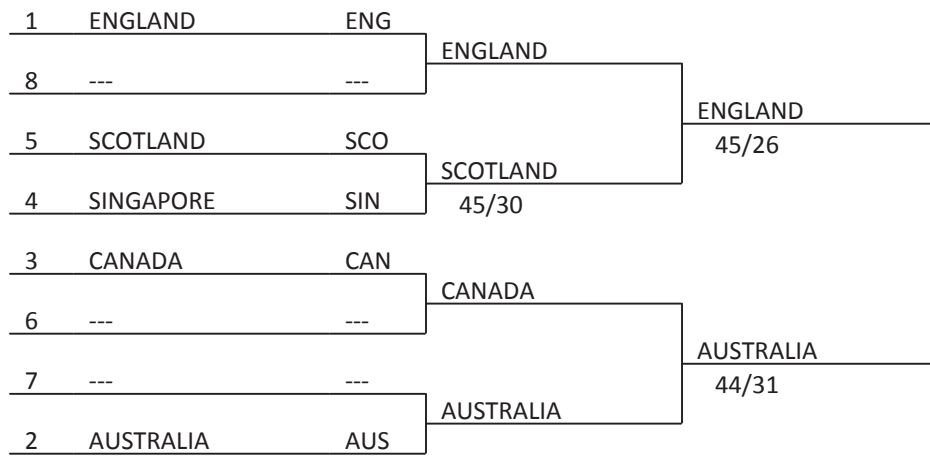 1 ENGLAND ENG
ENGLAND
8 --- ---
ENGLAND
45/26
5 SCOTLAND SCO
SCOTLAND
45/30
4 SINGAPORE SIN
3 CANADA CAN
CANADA
6 --- ---
AUSTRALIA
44/31
7 --- ---
AUSTRALIA
2 AUSTRALIA AUS